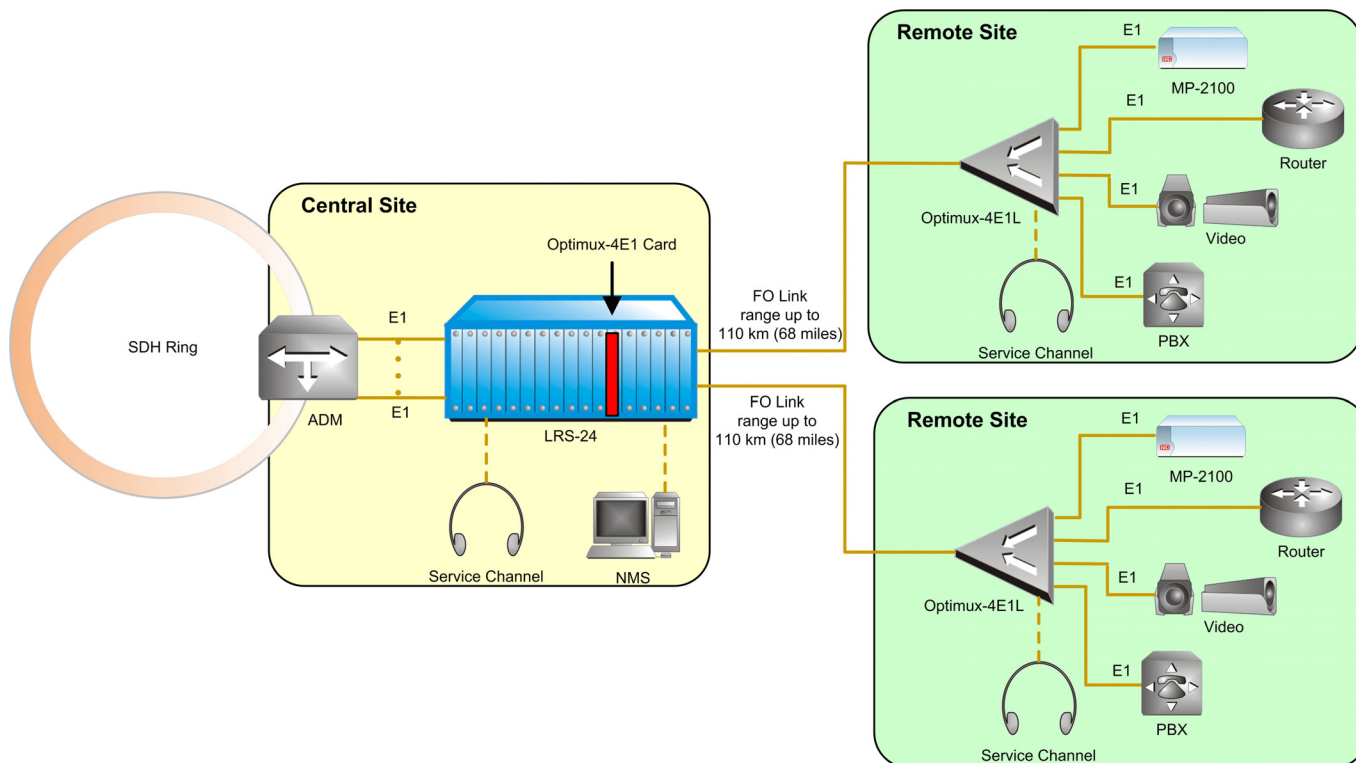 SDH Ring
Central Site
Optimux-4E1 Card
E1
E1
ADM
LRS-24
Service Channel
NMS
FO Link
range up to
110 km (68 miles)
FO Link
range up to
110 km (68 miles)
Remote Site
E1
MP-2100
E1
Router
E1
Video
Optimux-4E1L
E1
PBX
Service Channel
Remote Site
E1
MP-2100
E1
Router
E1
Video
Optimux-4E1L
E1
PBX
Service Channel